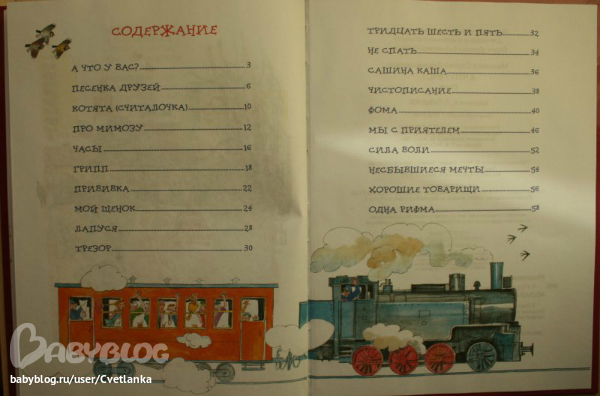 СОДЕРЖАНИЕ
А ЧТО У ВАС? 3
ПЕСЕНКА ДРУЗЕЙ 6
КОТЯТА (СЧИТАЛОЧКА) 10
ПРО МИМОЗУ 12
ЧАСЫ 16
ГРИПП 18
ПРИВИВКА 22
МОЙ ЩЕНОК 24
ЛАПУСЯ 28
ТРЕЗОР 30
ТРИДЦАТЬ ШЕСТЬ И ПЯТЬ 32
НЕ СПАТЬ 34
САШИНА КАША 36
ЧИСТОПИСАНИЕ 38
ФОМА 40
МЫ С ПРИЯТЕЛЕМ 46
СИЛА ВОЛИ 52
НЕСБЫВШИЕСЯ МЕЧТЫ 54
ХОРОШИЕ ТОВАРИЩИ 56
ОДНА РИФМА 58
BABYBLOG
babyblog.ru/user/Cvetlanka